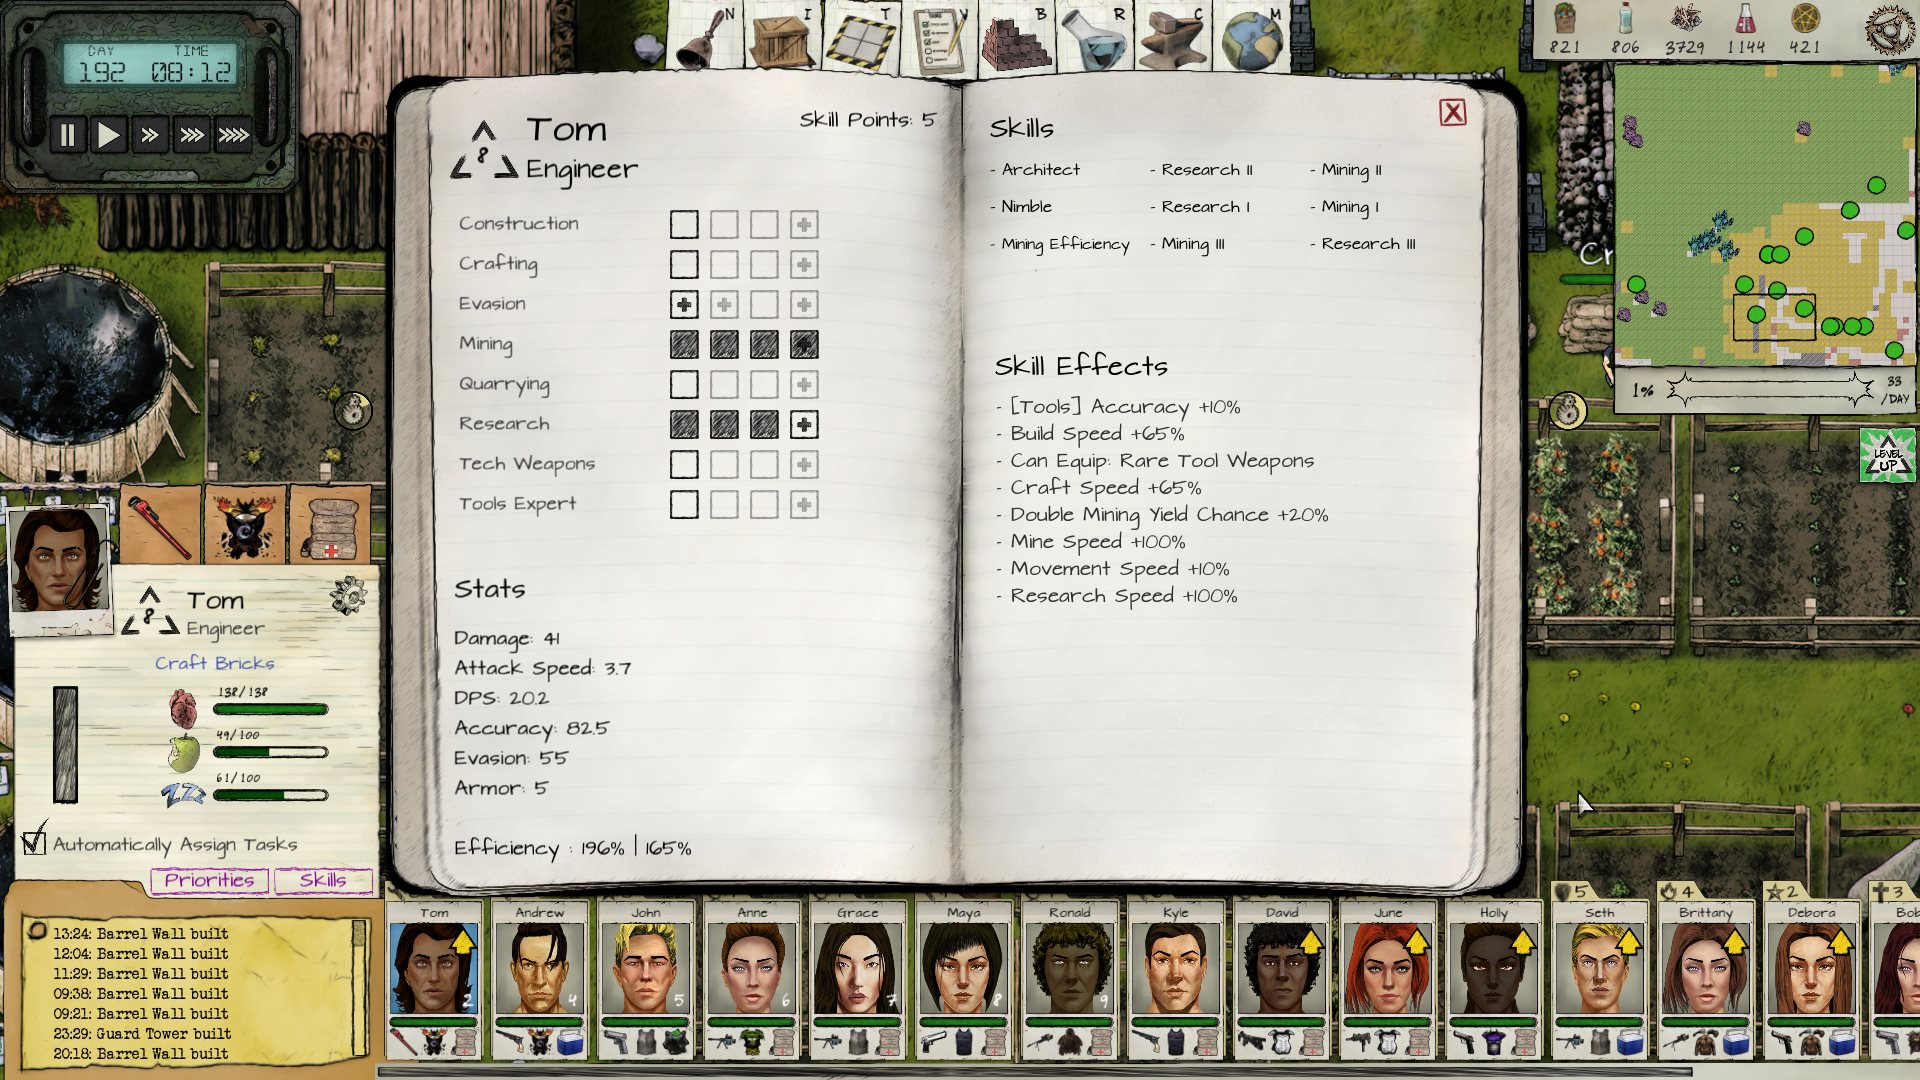 DAY TIME
192 08:12
N I T V B R C M
821 806 3729 1144 421
Tom
Engineer
8
Skill Points: 5
Construction
Crafting
Evasion
Mining
Quarrying
Research
Tech Weapons
Tools Expert
Stats
Damage: 41
Attack Speed: 3.7
DPS: 20.2
Accuracy: 82.5
Evasion: 55
Armor: 5
Efficiency : 196% | 165%
Skills
X
- Architect - Research II - Mining II
- Nimble - Research I - Mining I
- Mining Efficiency - Mining III - Research III
Skill Effects
- [Tools] Accuracy +10%
- Build Speed +65%
- Can Equip: Rare Tool Weapons
- Craft Speed +65%
- Double Mining Yield Chance +20%
- Mine Speed +100%
- Movement Speed +10%
- Research Speed +100%
1% 33
/DAY
LEVEL
UP
Tom
8
Engineer
Craft Bricks
138/138
49/100
61/100
Automatically Assign Tasks
Priorities Skills
13:24: Barrel Wall built
12:04: Barrel Wall built
11:29: Barrel Wall built
09:38: Barrel Wall built
09:21: Barrel Wall built
23:29: Guard Tower built
20:18: Barrel Wall built
5 4 2 3
Tom Andrew John Anne Grace Maya Ronald Kyle David June Holly Seth Brittany Debora Bob
2 4 5 6 7 8 9